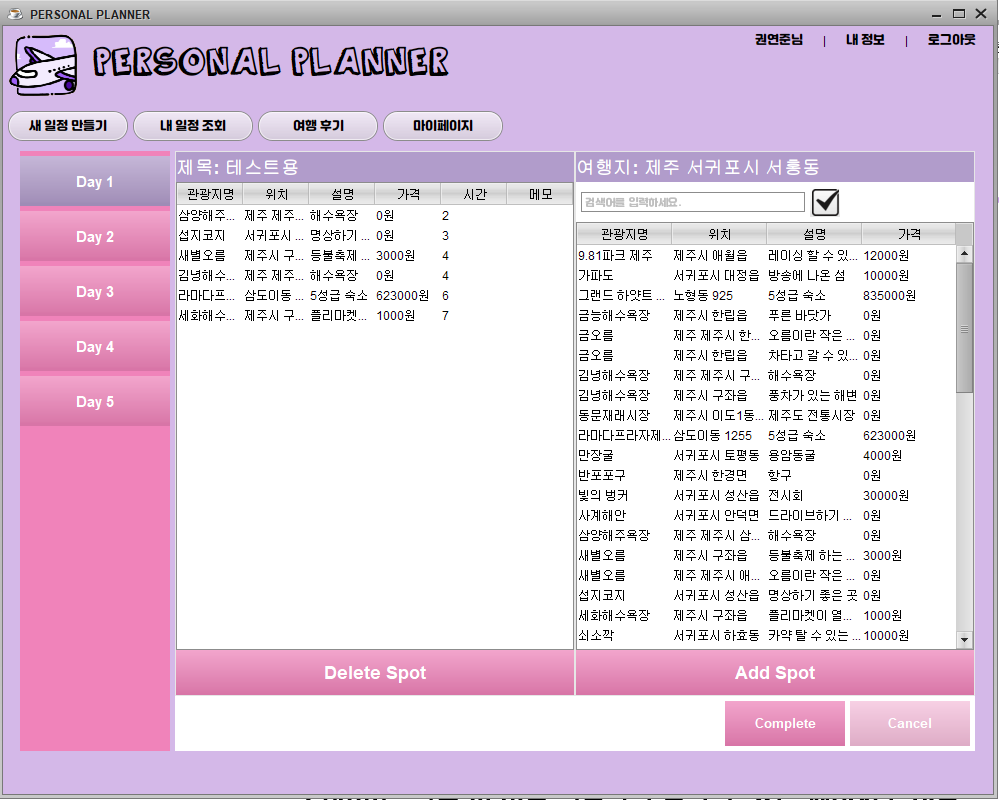 PERSONAL PLANNER
권연준님 | 내 정보 | 로그아웃
PERSONAL PLANNER
새 일정 만들기 내 일정 조회 여행 후기 마이페이지
Day 1
Day 2
Day 3
Day 4
Day 5
제목: 테스트용
관광지명 위치 설명 가격 시간 메모
삼양해주... 제주 제주... 해수욕장 0원 2
섭지코지 서귀포시 ... 명상하기 ... 0원 3
새별오름 제주시 구... 등불축제 ... 3000원 4
김녕해수... 제주 제주... 해수욕장 0원 4
라마다프... 삼도이동 ... 5성급 숙소 623000원 6
세화해수... 제주시 구... 플리마켓... 1000원 7
Delete Spot
여행지: 제주 서귀포시 서홍동
검색어를 입력하세요.
관광지명 위치 설명 가격
9.81파크 제주 제주시 애월읍 레이싱 할 수 있... 12000원
가파도 서귀포시 대정읍 방송에 나온 섬 10000원
그랜드 하얏트 ... 노형동 925 5성급 숙소 835000원
금능해수욕장 제주시 한립읍 푸른 바닷가 0원
금오름 제주 제주시 한... 오름이란 작은 ... 0원
금오름 제주시 한립읍 차타고 갈 수 있... 0원
김녕해수욕장 제주 제주시 구... 해수욕장 0원
김녕해수욕장 제주시 구좌읍 풍차가 있는 해변 0원
동문재래시장 제주시 이도1동... 제주도 전통시장 0원
라마다프라자제... 삼도이동 1255 5성급 숙소 623000원
만장굴 서귀포시 토평동 용암동굴 4000원
반포포구 제주시 한경면 항구 0원
빛의 벙커 서귀포시 성산읍 전시회 30000원
사계해안 서귀포시 안덕면 드라이브하기 ... 0원
삼양해주욕장 제주 제주시 삼... 해수욕장 0원
새별오름 제주시 구좌읍 등불축제 하는 ... 3000원
새별오름 제주 제주시 애... 오름이란 작은 ... 0원
섭지코지 서귀포시 성산읍 명상하기 좋은 곳 0원
세화해수욕장 제주시 구좌읍 플리마켓이 열... 1000원
쇠소깍 서귀포시 하효동 카약 탈 수 있는 ... 10000원
Add Spot
Complete Cancel